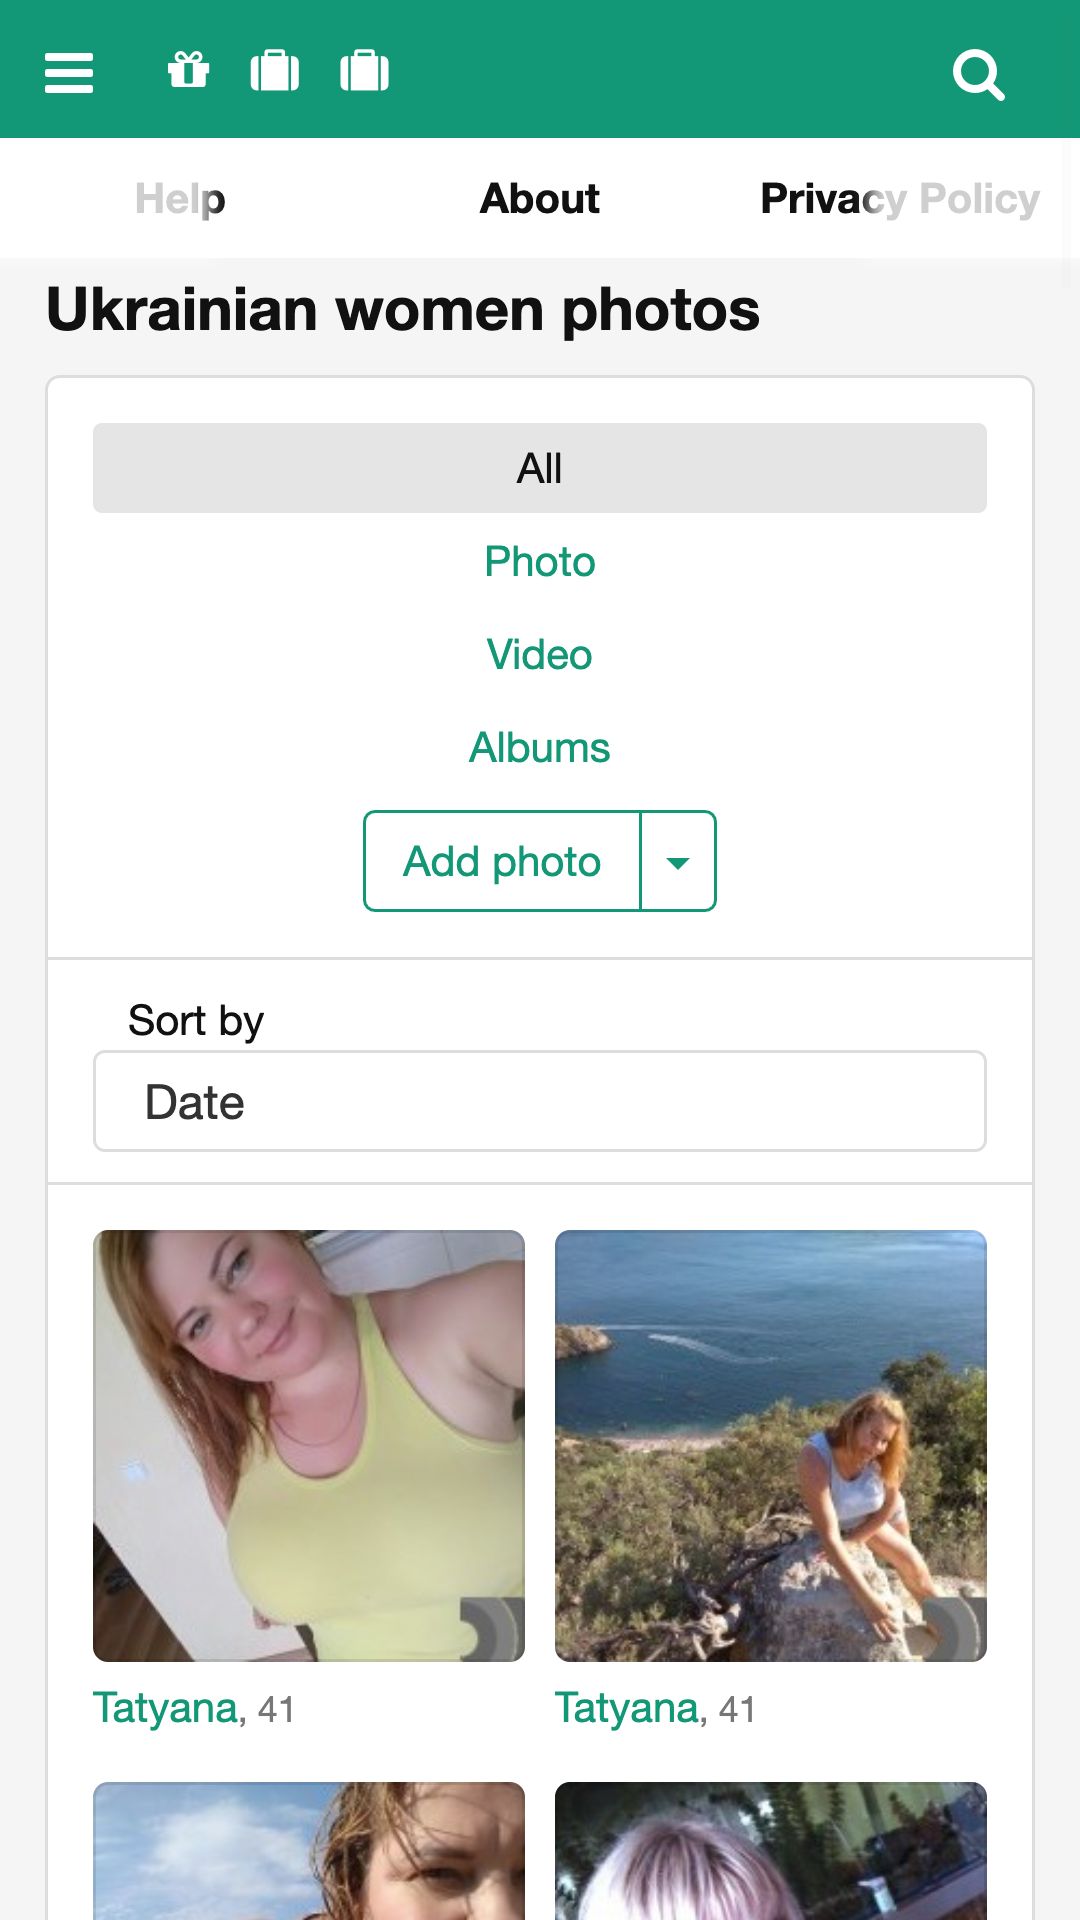 Help
About
Privacy Policy
Ukrainian women photos
All
Photo
Video
Albums
Add photo
Sort by
Date
Tatyana, 41
Tatyana, 41